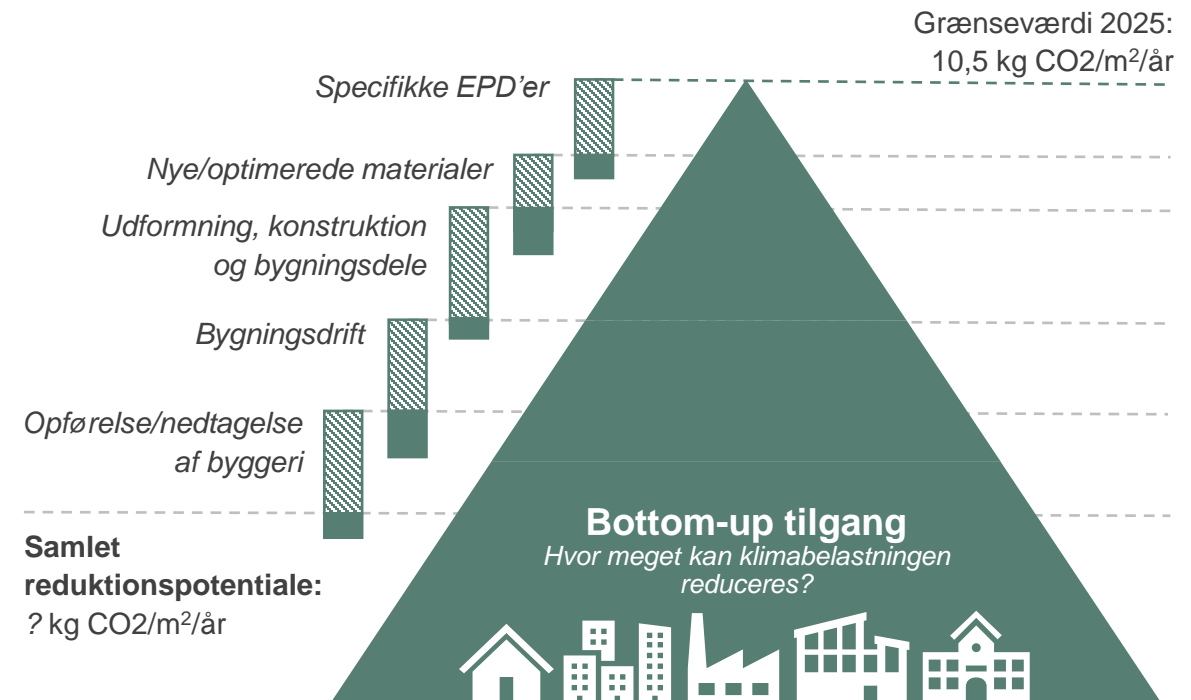 Grænseværdi 2025:
10,5 kg CO2/m²/år
Specifikke EPD'er
Nye/optimerede materialer
Udformning, konstruktion
og bygningsdele
Bygningsdrift
Opførelse/nedtagelse
af byggeri
Samlet
reduktionspotentiale:
? kg CO2/m²/år
Bottom-up tilgang
Hvor meget kan klimabelastningen
reduceres?